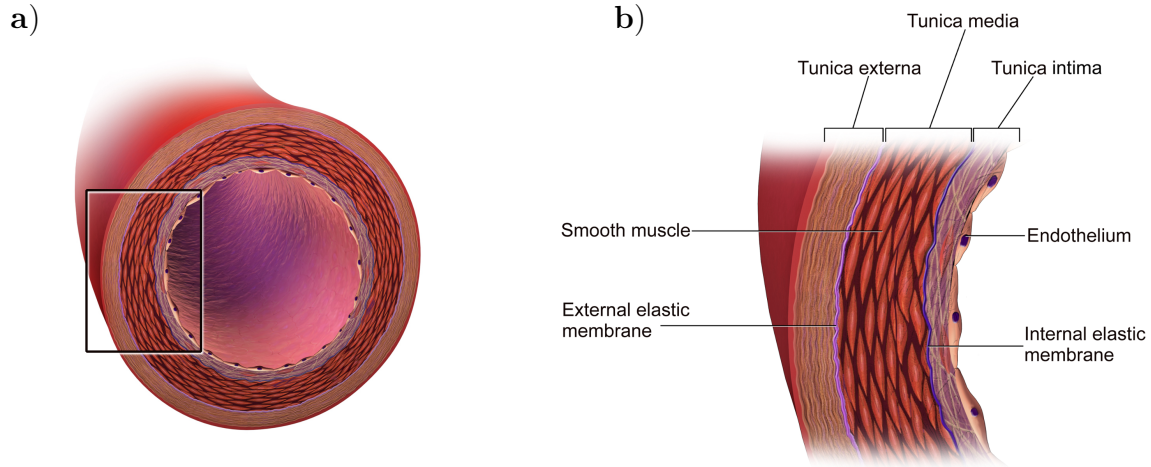 a)
b)
Tunica media
Tunica externa
Tunica intima
Smooth muscle
Endothelium
External elastic
membrane
Internal elastic
membrane